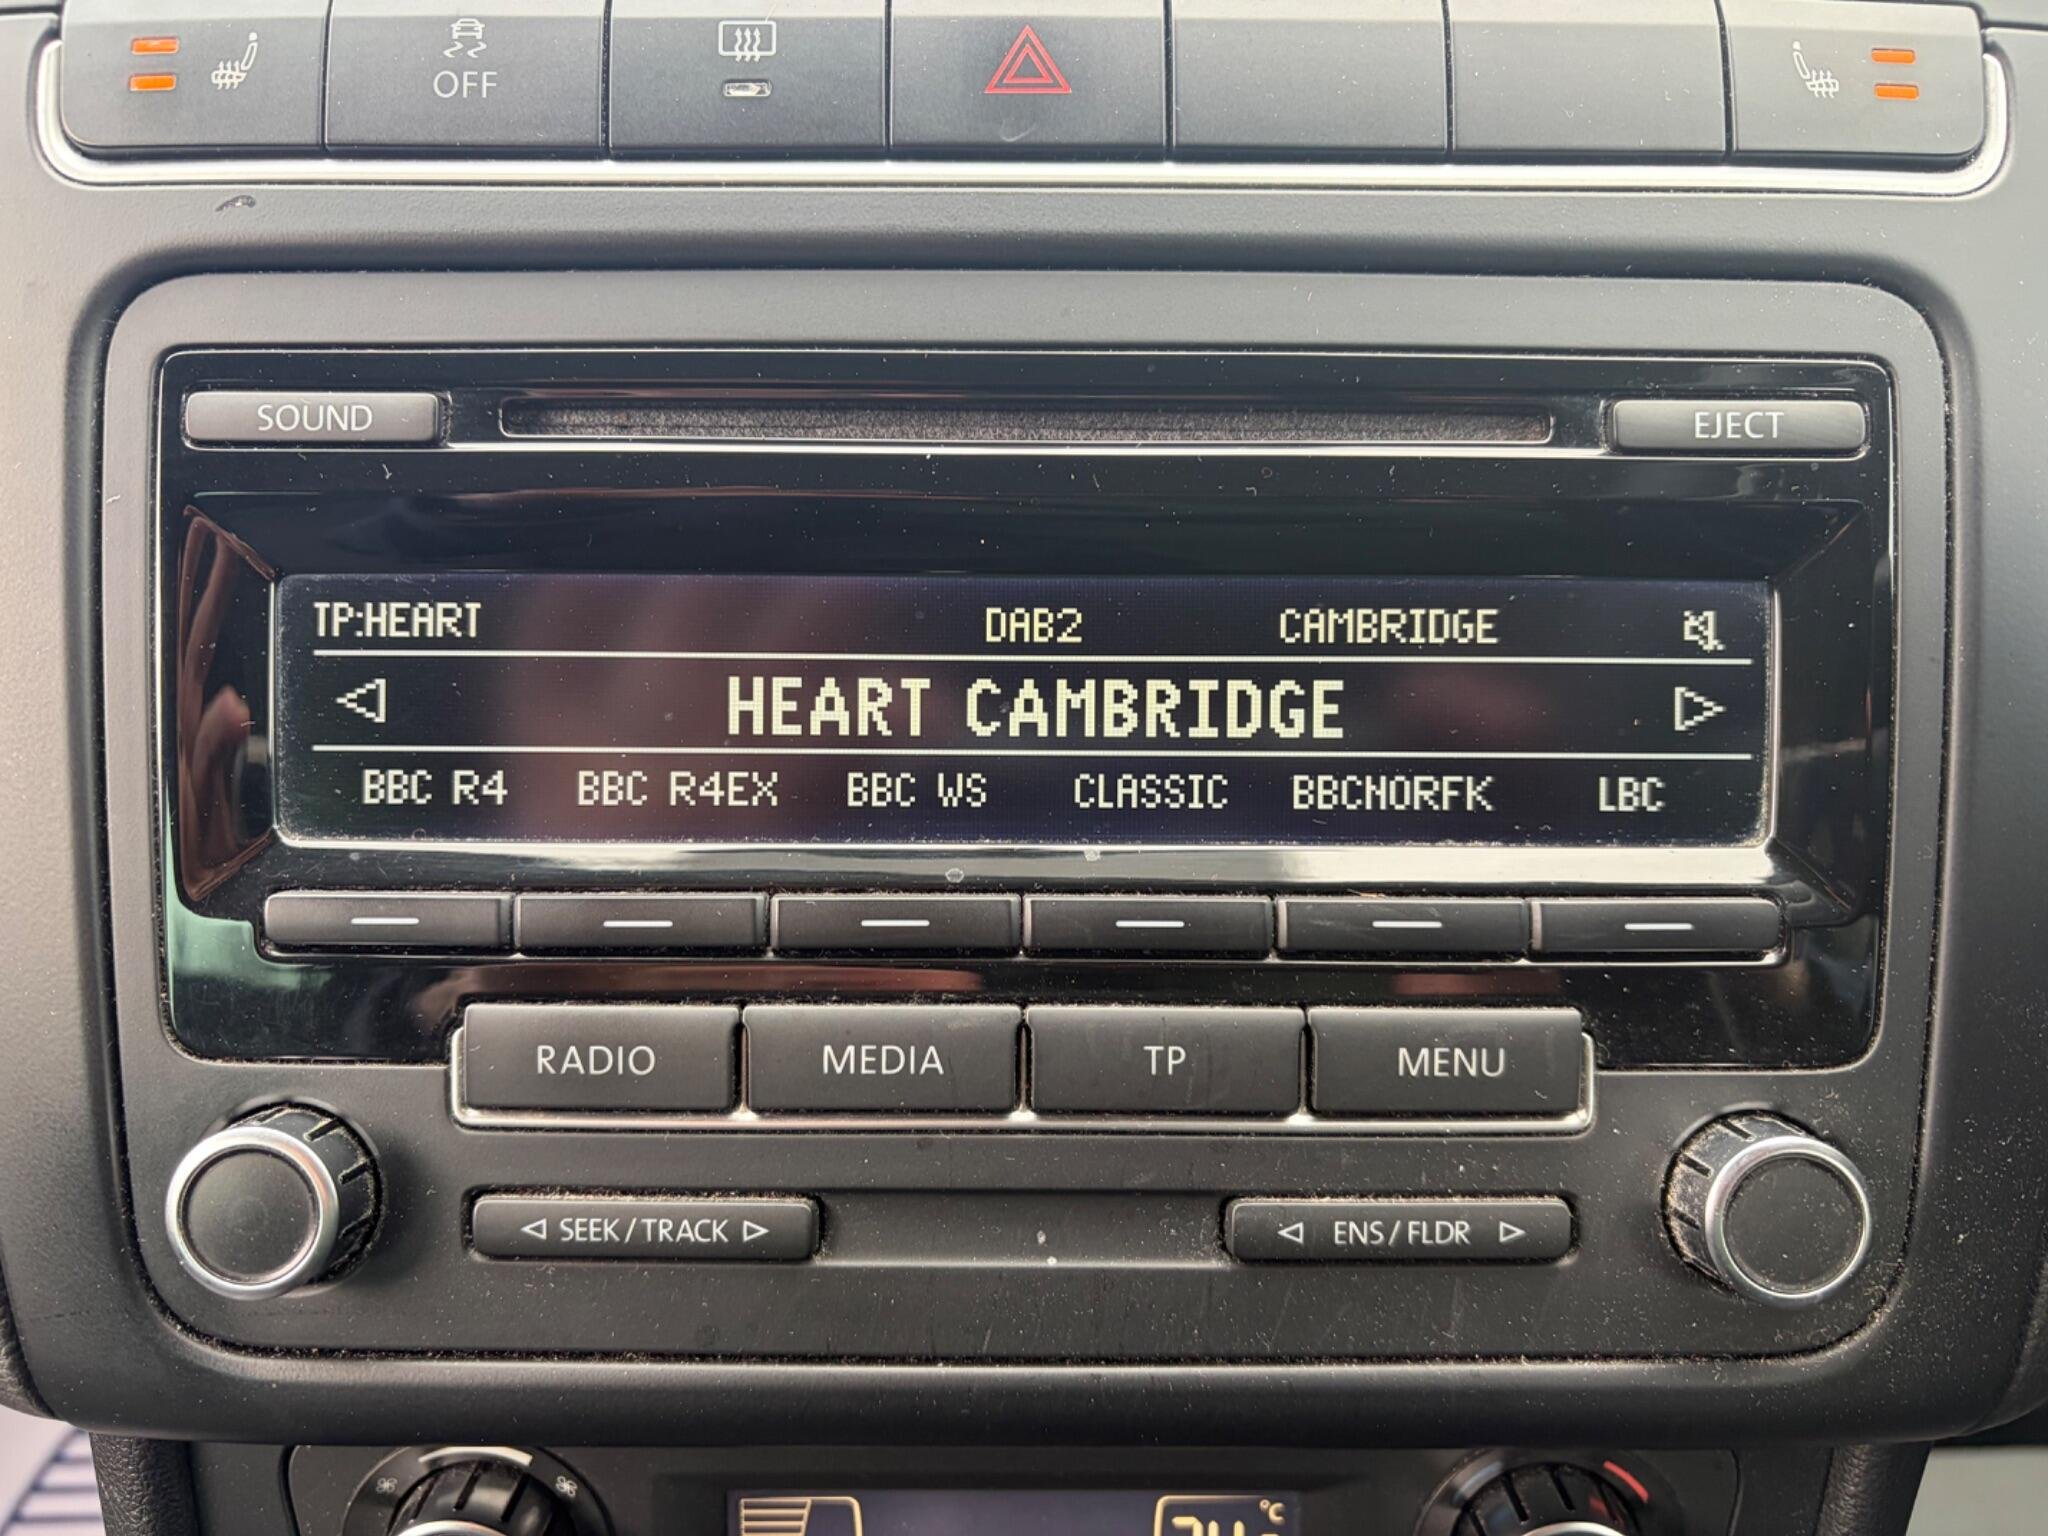 OFF
SOUND
EJECT
TP:HEART DAB2 CAMBRIDGE
HEART CAMBRIDGE
BBC R4 BBC R4EX BBC WS CLASSIC BBCNORFK LBC
RADIO MEDIA TP MENU
SEEK / TRACK ENS / FLDR
°C